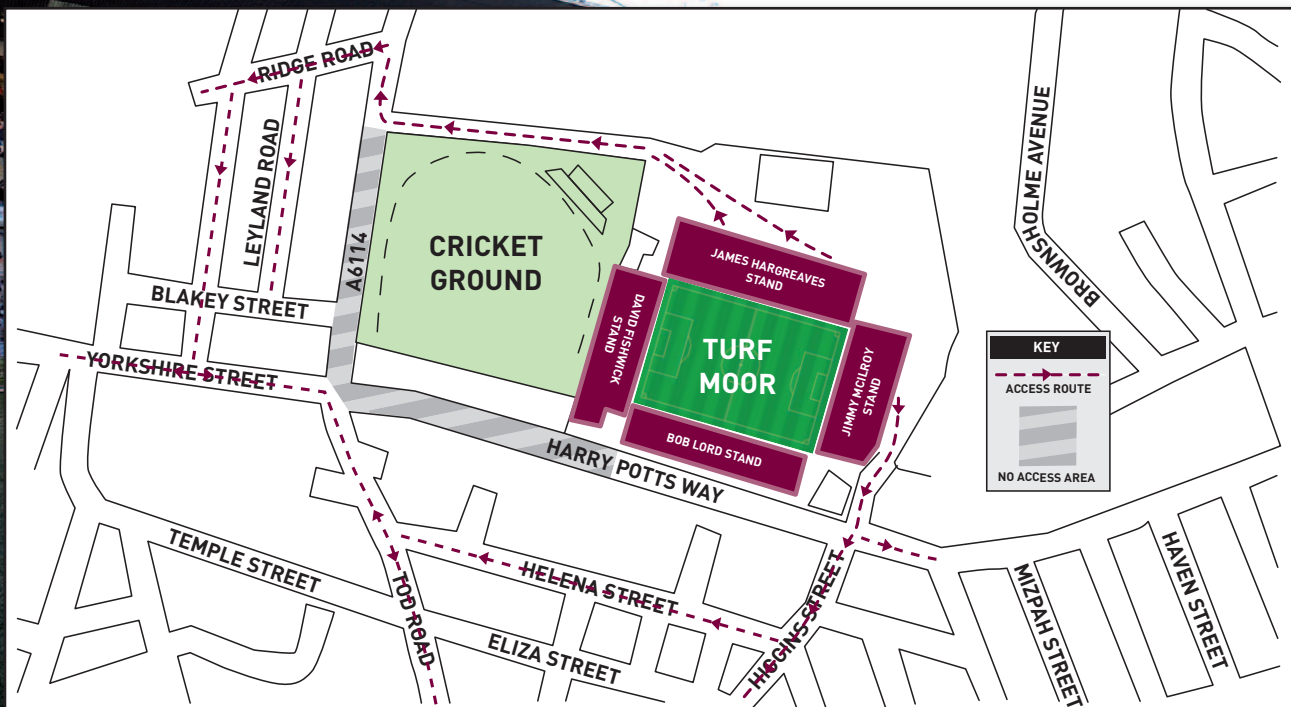 RIDGE ROAD
LEYLAND ROAD
A6114
BLAKEY STREET
YORKSHIRE STREET
CRICKET
GROUND
JAMES HARGREAVES
STAND
DAVID FISHWICK
STAND
TURF
MOOR
JIMMY MCILROY
STAND
BOB LORD STAND
HARRY POTTS WAY
BROWNSHOLME AVENUE
KEY
ACCESS ROUTE
NO ACCESS AREA
TEMPLE STREET
TOD ROAD
HELENA STREET
ELIZA STREET
HIGGINS STREET
MIZPAH STREET
HAVEN STREET